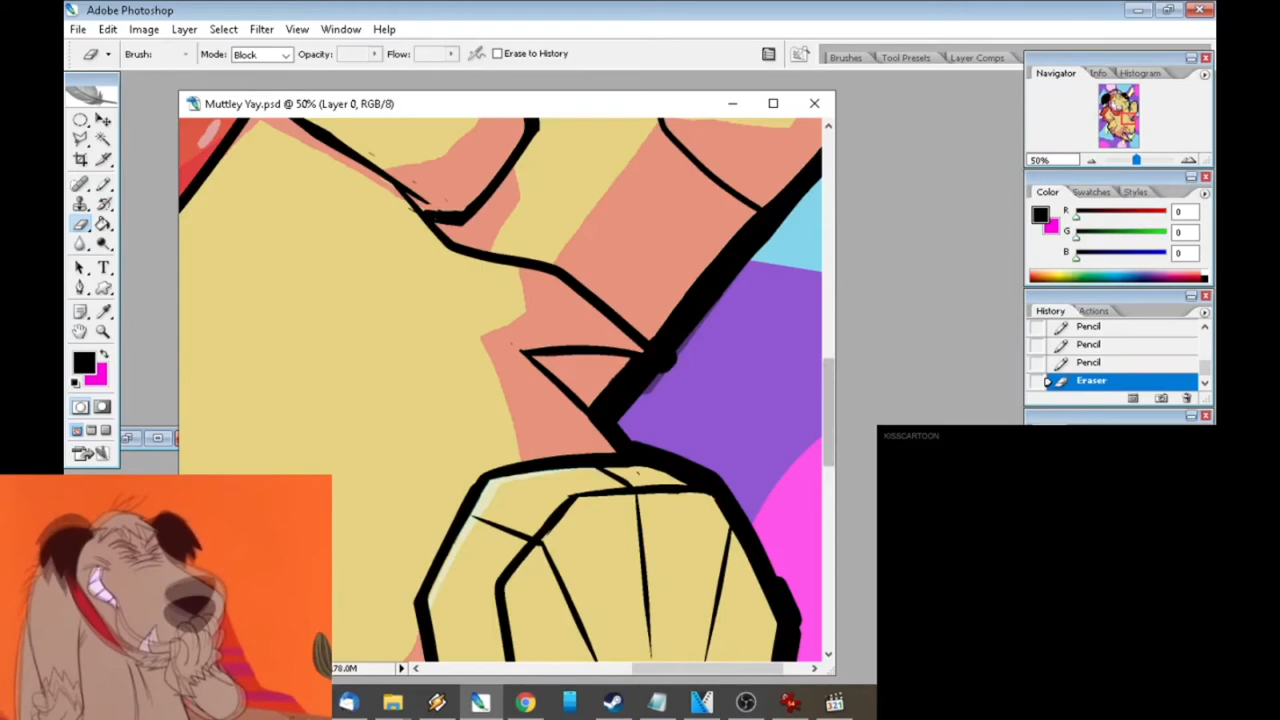 Adobe Photoshop
File Edit Image Layer Select Filter View Window Help
Brush: Mode: Block Opacity: Flow: Erase to History
Brushes Tool Presets Layer Comps
Muttley Yay.psd @ 50% (Layer 0, RGB/8)
Navigator Info Histogram
50%
Color Swatches Styles
R 0
G 0
B 0
History Actions
Pencil
Pencil
Pencil
Eraser
KISSCARTOON
78.0M
321